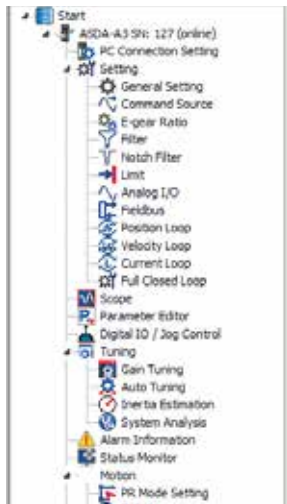 Start
ASDA-A3 SN: 127 (online)
PC Connection Setting
Setting
General Setting
Command Source
E-gear Ratio
Filter
Notch Filter
Limit
Analog I/O
Fieldbus
Position Loop
Velocity Loop
Current Loop
Full Closed Loop
Scope
Parameter Editor
Digital IO / Jog Control
Tuning
Gain Tuning
Auto Tuning
Inertia Estimation
System Analysis
Alarm Information
Status Monitor
Motion
PR Mode Setting